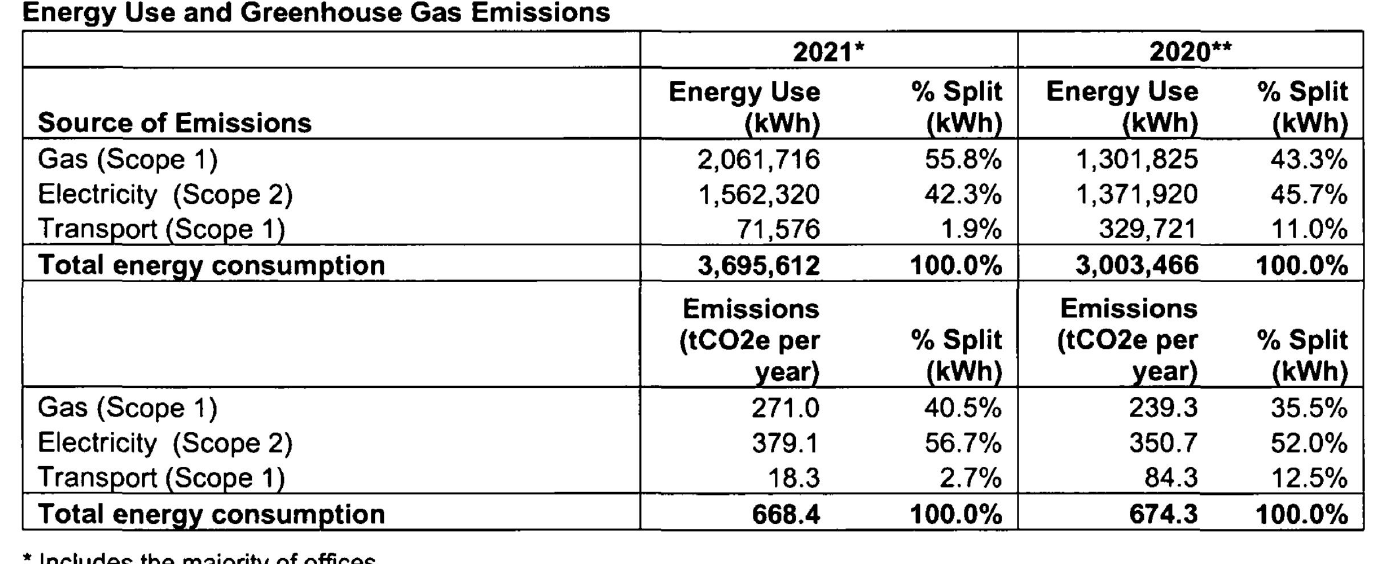 Energy Use and Greenhouse Gas Emissions
2021* 2020**
Energy Use % Split Energy Use % Split
Source of Emissions (kWh) (kWh) (kWh) (kWh)
Gas (Scope 1) 2,061,716 55.8% 1,301,825 43.3%
Electricity (Scope 2) 1,562,320 42.3% 1,371,920 45.7%
Transport (Scope 1) 71,576 1.9% 329,721 11.0%
Total energy consumption 3,695,612 100.0% 3,003,466 100.0%
Emissions Emissions
(tCO2e per % Split (tCO2e per % Split
year) (kWh) year) (kWh)
Gas (Scope 1) 271.0 40.5% 239.3 35.5%
Electricity (Scope 2) 379.1 56.7% 350.7 52.0%
Transport (Scope 1) 18.3 2.7% 84.3 12.5%
Total energy consumption 668.4 100.0% 674.3 100.0%
* Includes the majority of offices